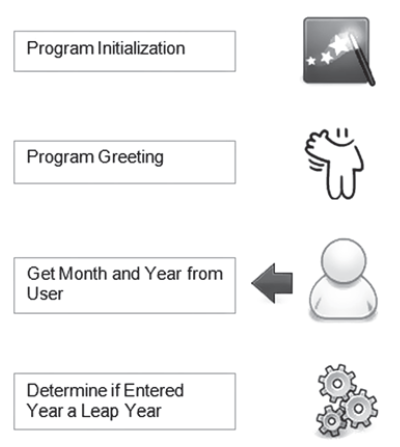 Program Initialization
Program Greeting
Get Month and Year from
User
Determine if Entered
Year a Leap Year